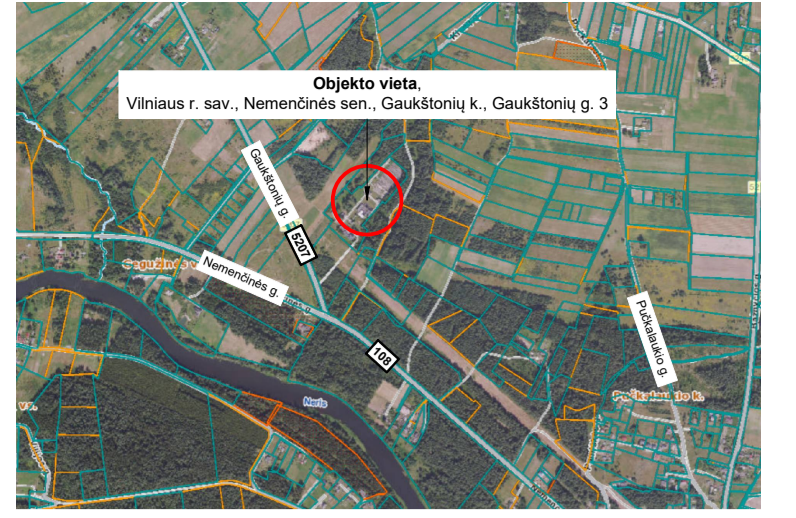 Objekto vieta,
Vilniaus r. sav., Nemenčinės sen., Gaukštonių k., Gaukštonių g. 3
Gaukštonių g.
5207
Nemenčinės g.
108
Neris
Pučkalaukio g.